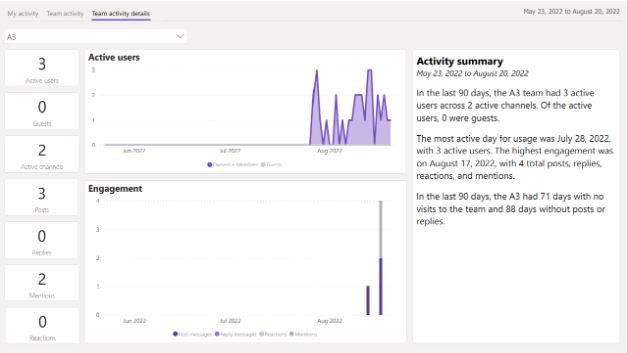 My activity Team activity Team activity details
May 23, 2022 to August 20, 2022
A3
3
Active users
0
Guests
2
Active channels
3
Posts
0
Replies
2
Mentions
0
Reactions
Active users
3
2
1
0
Jun 2022 Jul 2022 Aug 2022
Owners + Members Guests
Engagement
4
3
2
1
0
Jun 2022 Jul 2022 Aug 2022
Post messages Reply messages Reactions Mentions
Activity summary
May 23, 2022 to August 20, 2022
In the last 90 days, the A3 team had 3 active
users across 2 active channels. Of the active
users, 0 were guests.
The most active day for usage was July 28, 2022,
with 3 active users. The highest engagement was
on August 17, 2022, with 4 total posts, replies,
reactions, and mentions.
In the last 90 days, the A3 had 71 days with no
visits to the team and 88 days without posts or
replies.